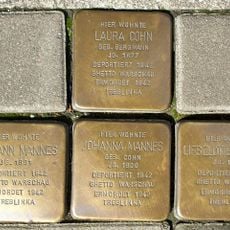 HIER WOHNTE
LAURA COHN
GEB. BERGMANN
JG. 1877
DEPORTIERT 1942
GHETTO WARSCHAU
ERMORDET 1942
TREBLINKA
HIER WOHNTE
MANNES
JG. 1891
DEPORTIERT 1942
GHETTO WARSCHAU
ERMORDET 1942
TREBLINKA
HIER WOHNTE
JOHANNA MANNES
GEB. COHN
JG. 1900
DEPORTIERT 1942
GHETTO WARSCHAU
ERMORDET 1942
TREBLINKA
HIER